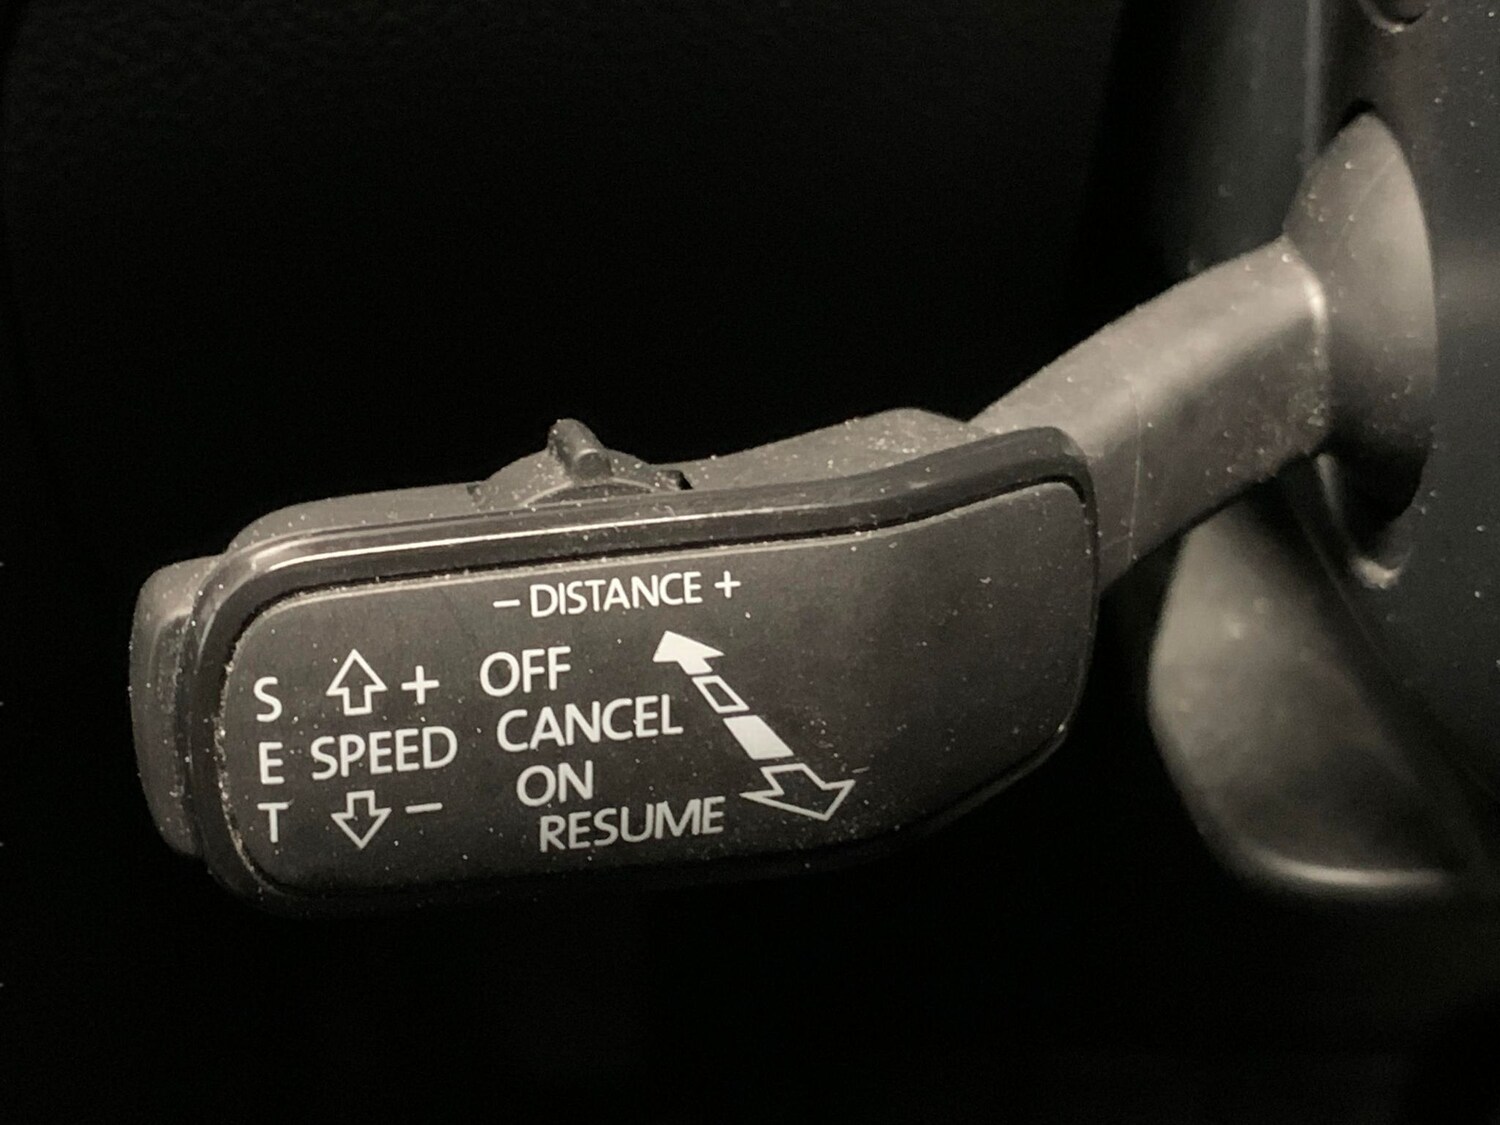 – DISTANCE +
S + OFF
E SPEED CANCEL
T – ON
RESUME